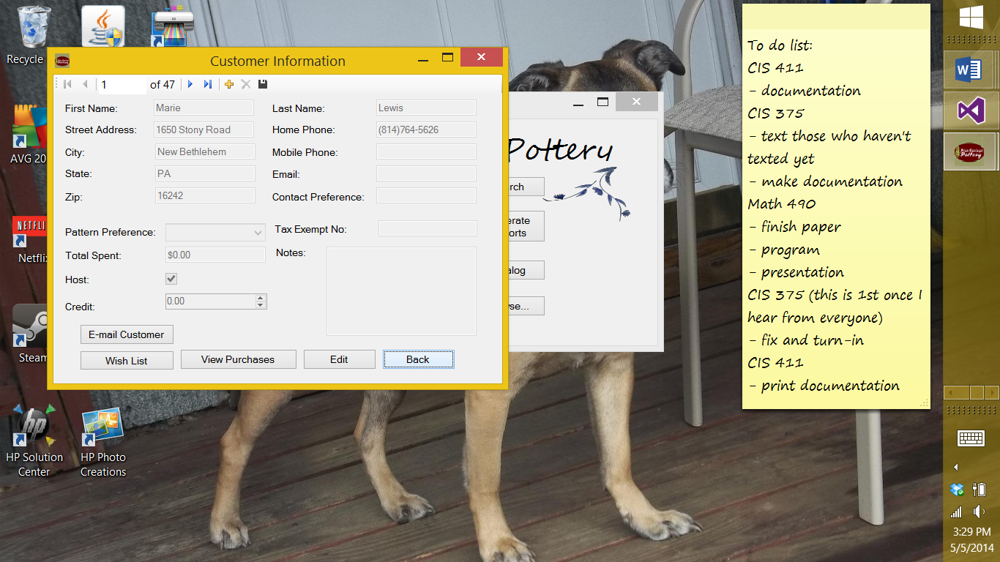 Recycle
AVG 20
NETFLI
Netflix
Steam
HP Solution
Center
HP Photo
Creations
Customer Information
1 of 47
First Name: Marie Last Name: Lewis
Street Address: 1650 Stony Road Home Phone: (814)764-5626
City: New Bethlehem Mobile Phone:
State: PA Email:
Zip: 16242 Contact Preference:
Pattern Preference: Tax Exempt No:
Total Spent: $0.00 Notes:
Host:
Credit: 0.00
E-mail Customer
Wish List View Purchases Edit Back
Pottery
rch
erate
orts
alog
se...
To do list:
CIS 411
- documentation
CIS 375
- text those who haven't
texted yet
- make documentation
Math 490
- finish paper
- program
- presentation
CIS 375 (this is 1st once I
hear from everyone)
- fix and turn-in
CIS 411
- print documentation
Pottery
3:29 PM
5/5/2014